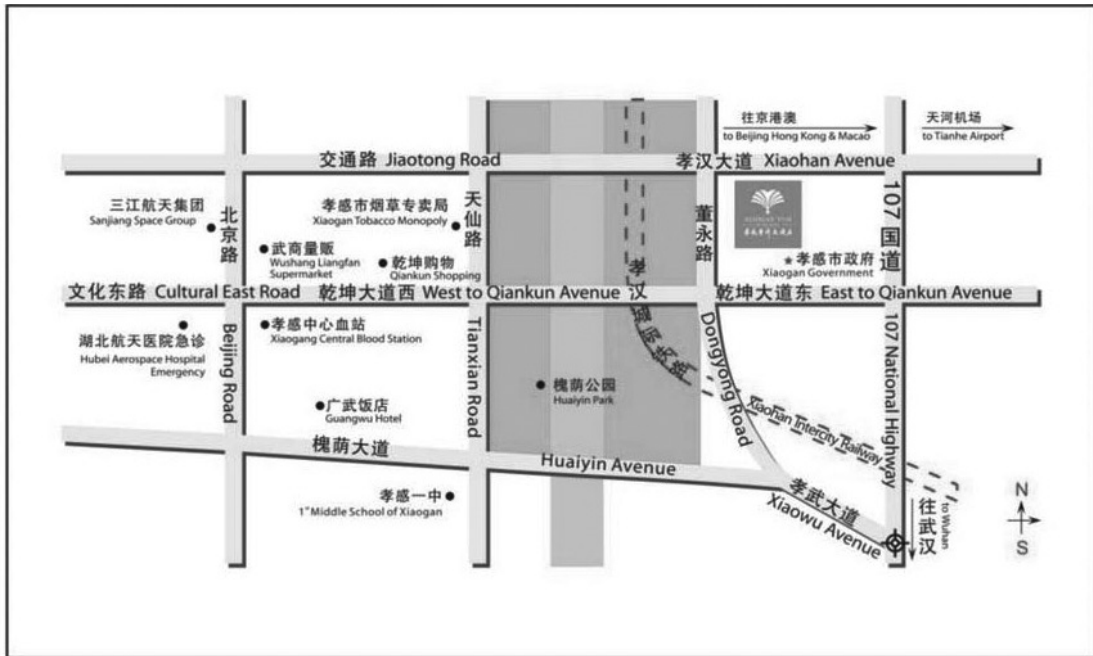 往京港澳
to Beijing Hong Kong & Macao
天河机场
to Tianhe Airport
交通路 Jiaotong Road
孝汉大道 Xiaohan Avenue
三江航天集团
Sanjiang Space Group
北京路
孝感市烟草专卖局
Xiaogan Tobacco Monopoly
天仙路
董永路
107国道
武商量贩
Wushang Liangfan
Supermarket
乾坤购物
Qiankun Shopping
孝感市政府
Xiaogan Government
文化东路 Cultural East Road
乾坤大道西 West to Qiankun Avenue
乾坤大道东 East to Qiankun Avenue
孝汉城际铁路
湖北航天医院急诊
Hubei Aerospace Hospital
Emergency
Beijing Road
孝感中心血站
Xiaogang Central Blood Station
Tianxian Road
Dongyong Road
107 National Highway
槐荫公园
Huaiyin Park
广武饭店
Guangwu Hotel
Xiaohan Intercity Railway
槐荫大道
Huaiyin Avenue
孝感一中
1st Middle School of Xiaogan
孝武大道
Xiaowu Avenue
往武汉
to Wuhan
N
S